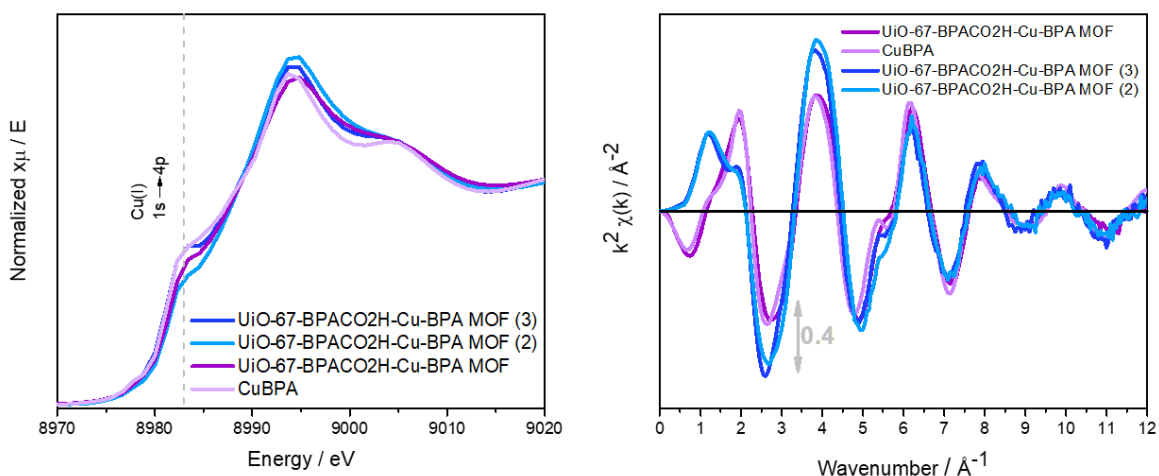 Normalized xμ / E
Cu(I)
1s → 4p
UiO-67-BPACO2H-Cu-BPA MOF (3)
UiO-67-BPACO2H-Cu-BPA MOF (2)
UiO-67-BPACO2H-Cu-BPA MOF
CuBPA
8970 8980 8990 9000 9010 9020
Energy / eV
k² χ(k) / Å⁻²
UiO-67-BPACO2H-Cu-BPA MOF
CuBPA
UiO-67-BPACO2H-Cu-BPA MOF (3)
UiO-67-BPACO2H-Cu-BPA MOF (2)
0.4
0 1 2 3 4 5 6 7 8 9 10 11 12
Wavenumber / Å⁻¹